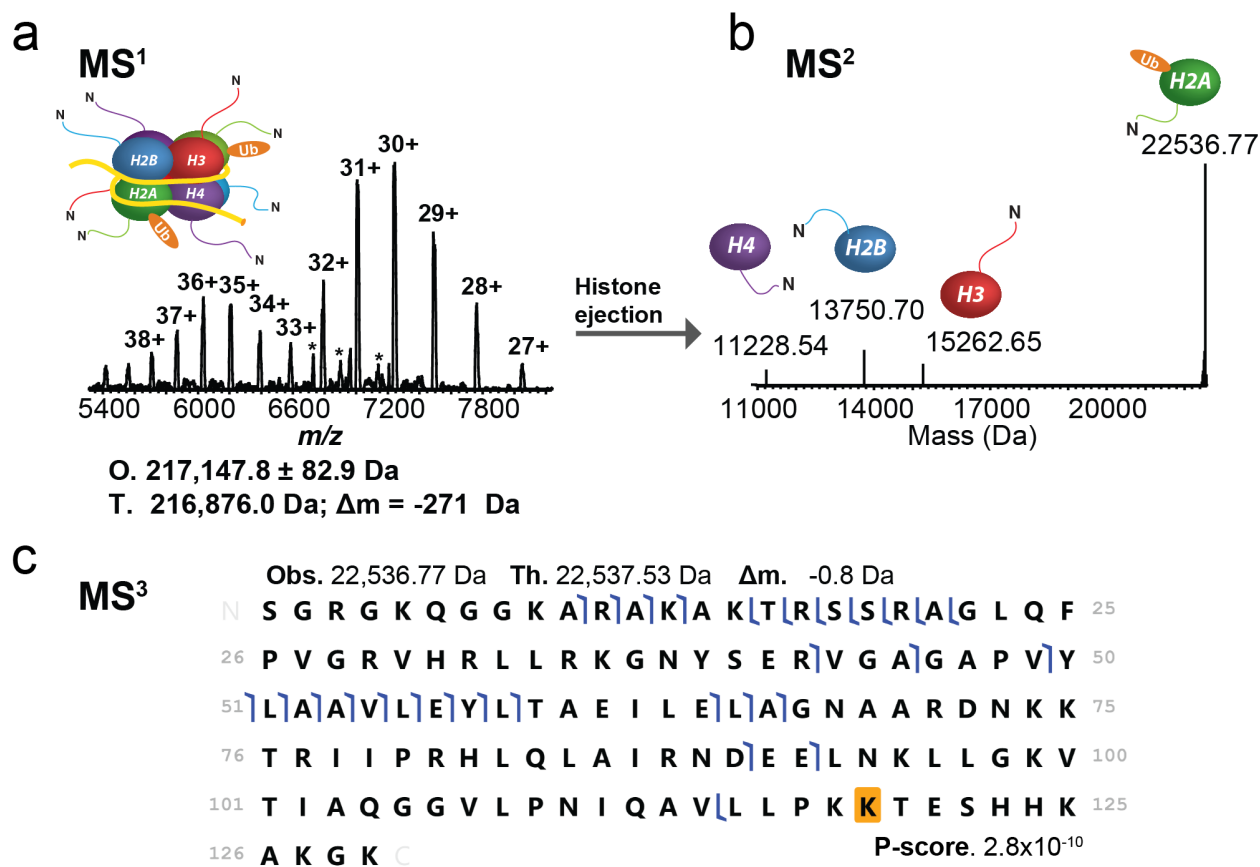 a
MS¹
N
N
N
N
N
N
N
N
H2B
H3
Ub
H2A
H4
Ub
38+
37+
36+
35+
34+
33+
32+
31+
30+
29+
28+
27+
*
*
*
5400 6000 6600 7200 7800
m/z
O. 217,147.8 ± 82.9 Da
T. 216,876.0 Da; Δm = -271 Da
Histone
ejection
b
MS²
Ub
H2A
N
22536.77
H4
N
11228.54
N
H2B
13750.70
N
H3
15262.65
11000 14000 17000 20000
Mass (Da)
c
MS³
Obs. 22,536.77 Da Th. 22,537.53 Da Δm. -0.8 Da
N S G R G K Q G G K A R A K A K T R S S R A G L Q F 25
26 P V G R V H R L L R K G N Y S E R V G A G A P V Y 50
51 L A A V L E Y L T A E I L E L A G N A A R D N K K 75
76 T R I I P R H L Q L A I R N D E E L N K L L G K V 100
101 T I A Q G G V L P N I Q A V L L P K K T E S H H K 125
126 A K G K C
P-score. 2.8x10⁻¹⁰